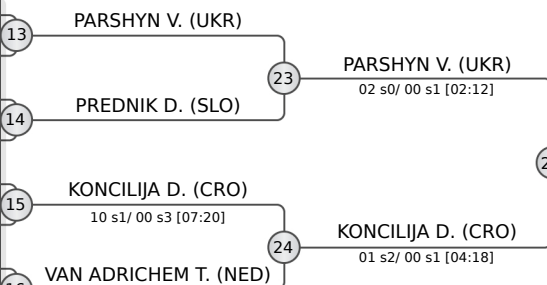 PARSHYN V. (UKR)
13
23
PARSHYN V. (UKR)
02 s0/ 00 s1 [02:12]
PREDNIK D. (SLO)
14
KONCILIJA D. (CRO)
15
10 s1/ 00 s3 [07:20]
24
KONCILIJA D. (CRO)
01 s2/ 00 s1 [04:18]
VAN ADRICHEM T. (NED)